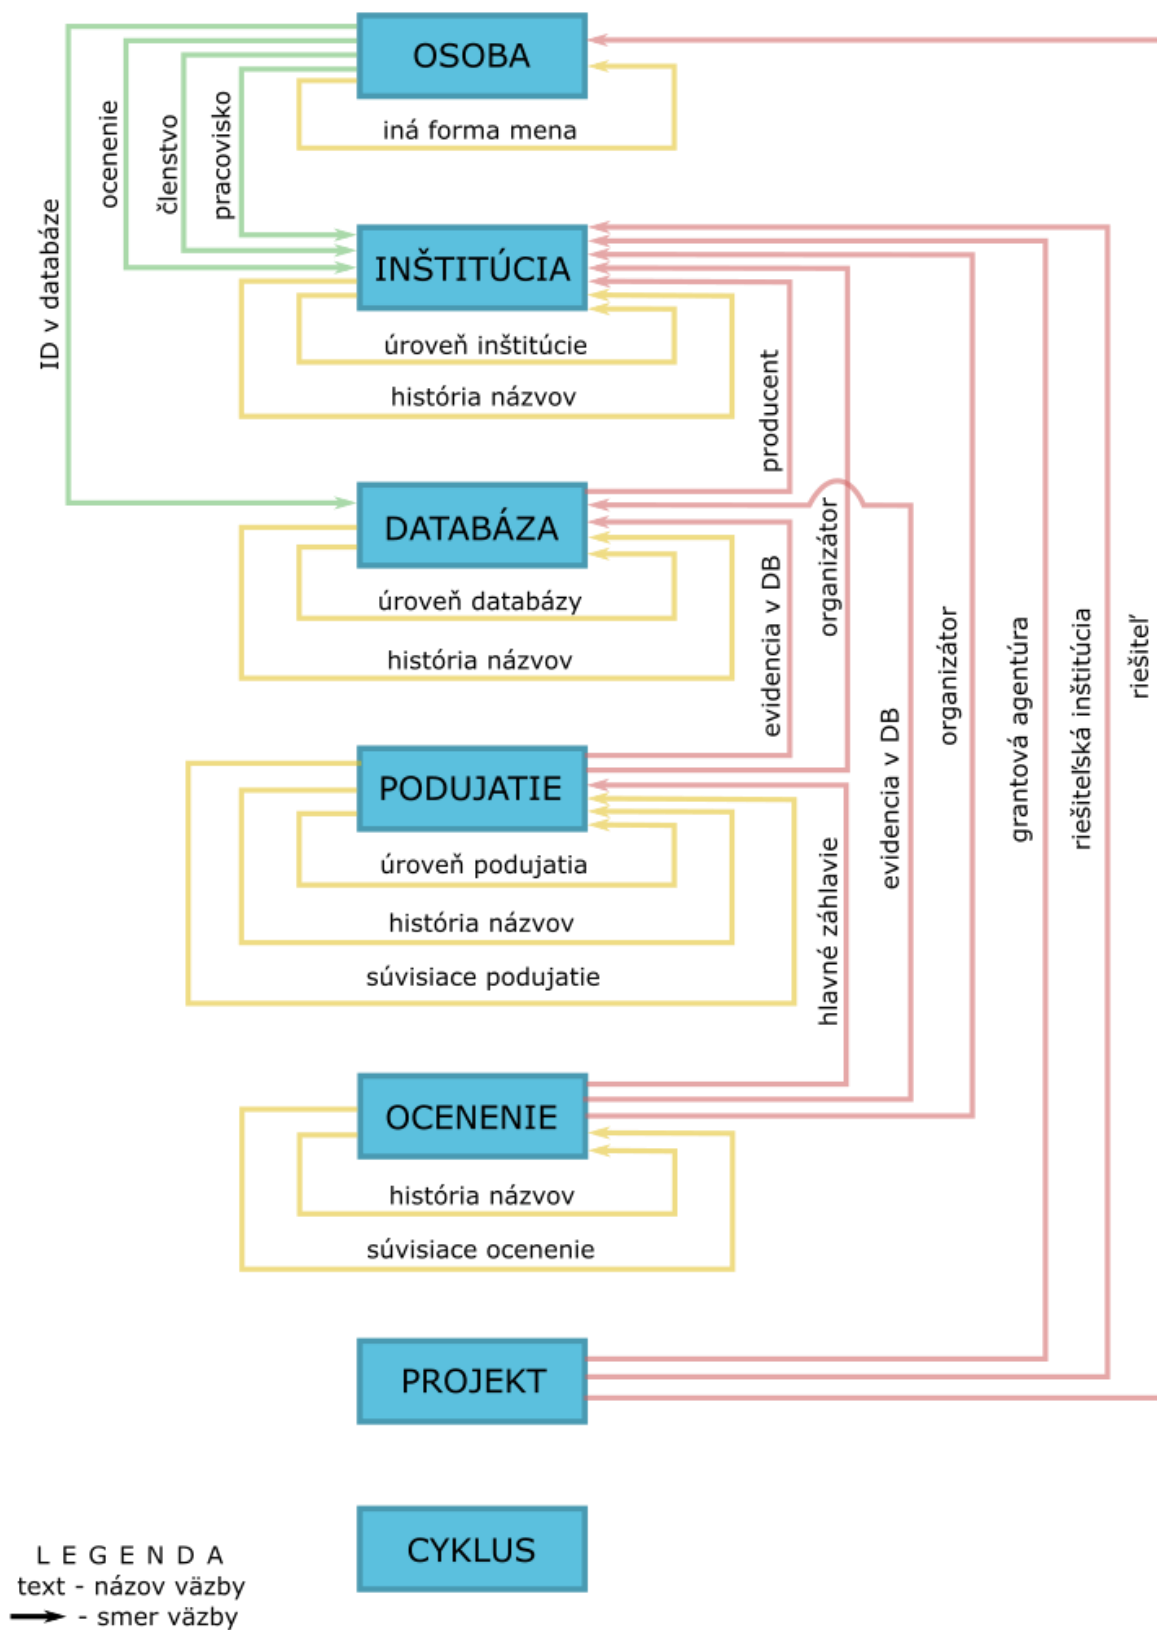 OSOBA
iná forma mena
ID v databáze
ocenenie
členstvo
pracovisko
INŠTITÚCIA
úroveň inštitúcie
história názvov
producent
DATABÁZA
úroveň databázy
história názvov
evidencia v DB
organizátor
PODUJATIE
úroveň podujatia
história názvov
súvisiace podujatie
hlavné záhlavie
evidencia v DB
organizátor
grantová agentúra
riešiteľská inštitúcia
riešiteľ
OCENENIE
história názvov
súvisiace ocenenie
PROJEKT
CYKLUS
L E G E N D A
text - názov väzby
- smer väzby